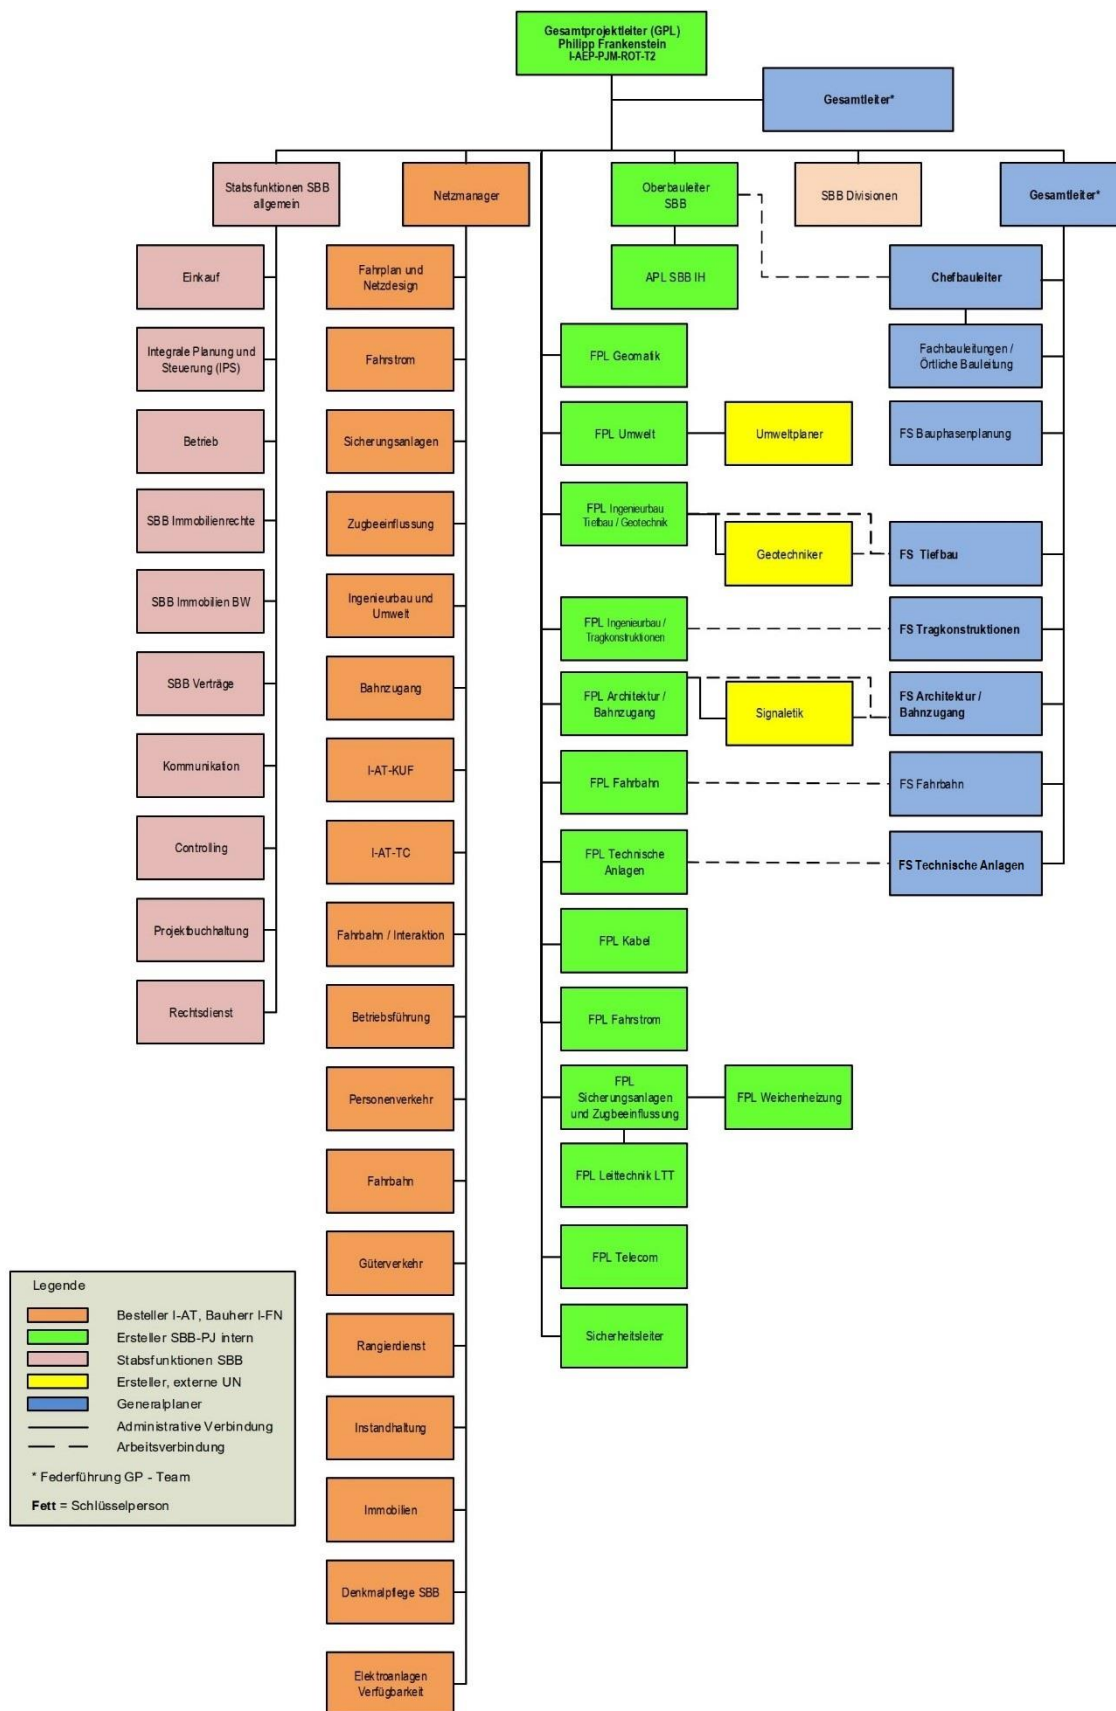 Gesamtprojektleiter (GPL)
Philipp Frankenstein
I-AEP-PJM-ROT-T2
Gesamtleiter*
Stabsfunktionen SBB
allgemein
Netzmanager
Oberbauleiter
SBB
SBB Divisionen
Gesamtleiter*
Einkauf
Integrale Planung und
Steuerung (IPS)
Betrieb
SBB Immobilienrechte
SBB Immobilien BW
SBB Verträge
Kommunikation
Controlling
Projektbuchhaltung
Rechtsdienst
Fahrplan und
Netzdesign
Fahrstrom
Sicherungsanlagen
Zugbeeinflussung
Ingenieurbau und
Umwelt
Bahnzugang
I-AT-KUF
I-AT-TC
Fahrbahn / Interaktion
Betriebsführung
Personenverkehr
Fahrbahn
Güterverkehr
Rangierdienst
Instandhaltung
Immobilien
Denkmalpflege SBB
Elektroanlagen
Verfügbarkeit
APL SBB IH
FPL Geomatik
FPL Umwelt
Umweltplaner
FPL Ingenieurbau
Tiefbau / Geotechnik
Geotechniker
FPL Ingenieurbau /
Tragkonstruktionen
FPL Architektur /
Bahnzugang
Signaletik
FPL Fahrbahn
FPL Technische
Anlagen
FPL Kabel
FPL Fahrstrom
FPL
Sicherungsanlagen
und Zugbeeinflussung
FPL Weichenheizung
FPL Leittechnik LTT
FPL Telecom
Sicherheitsleiter
Chefbauleiter
Fachbauleitungen /
Örtliche Bauleitung
FS Bauphasenplanung
FS Tiefbau
FS Tragkonstruktionen
FS Architektur /
Bahnzugang
FS Fahrbahn
FS Technische Anlagen
Legende
Besteller I-AT, Bauherr I-FN
Ersteller SBB-PJ intern
Stabsfunktionen SBB
Ersteller, externe UN
Generalplaner
Administrative Verbindung
Arbeitsverbindung
* Federführung GP - Team
Fett = Schlüsselperson